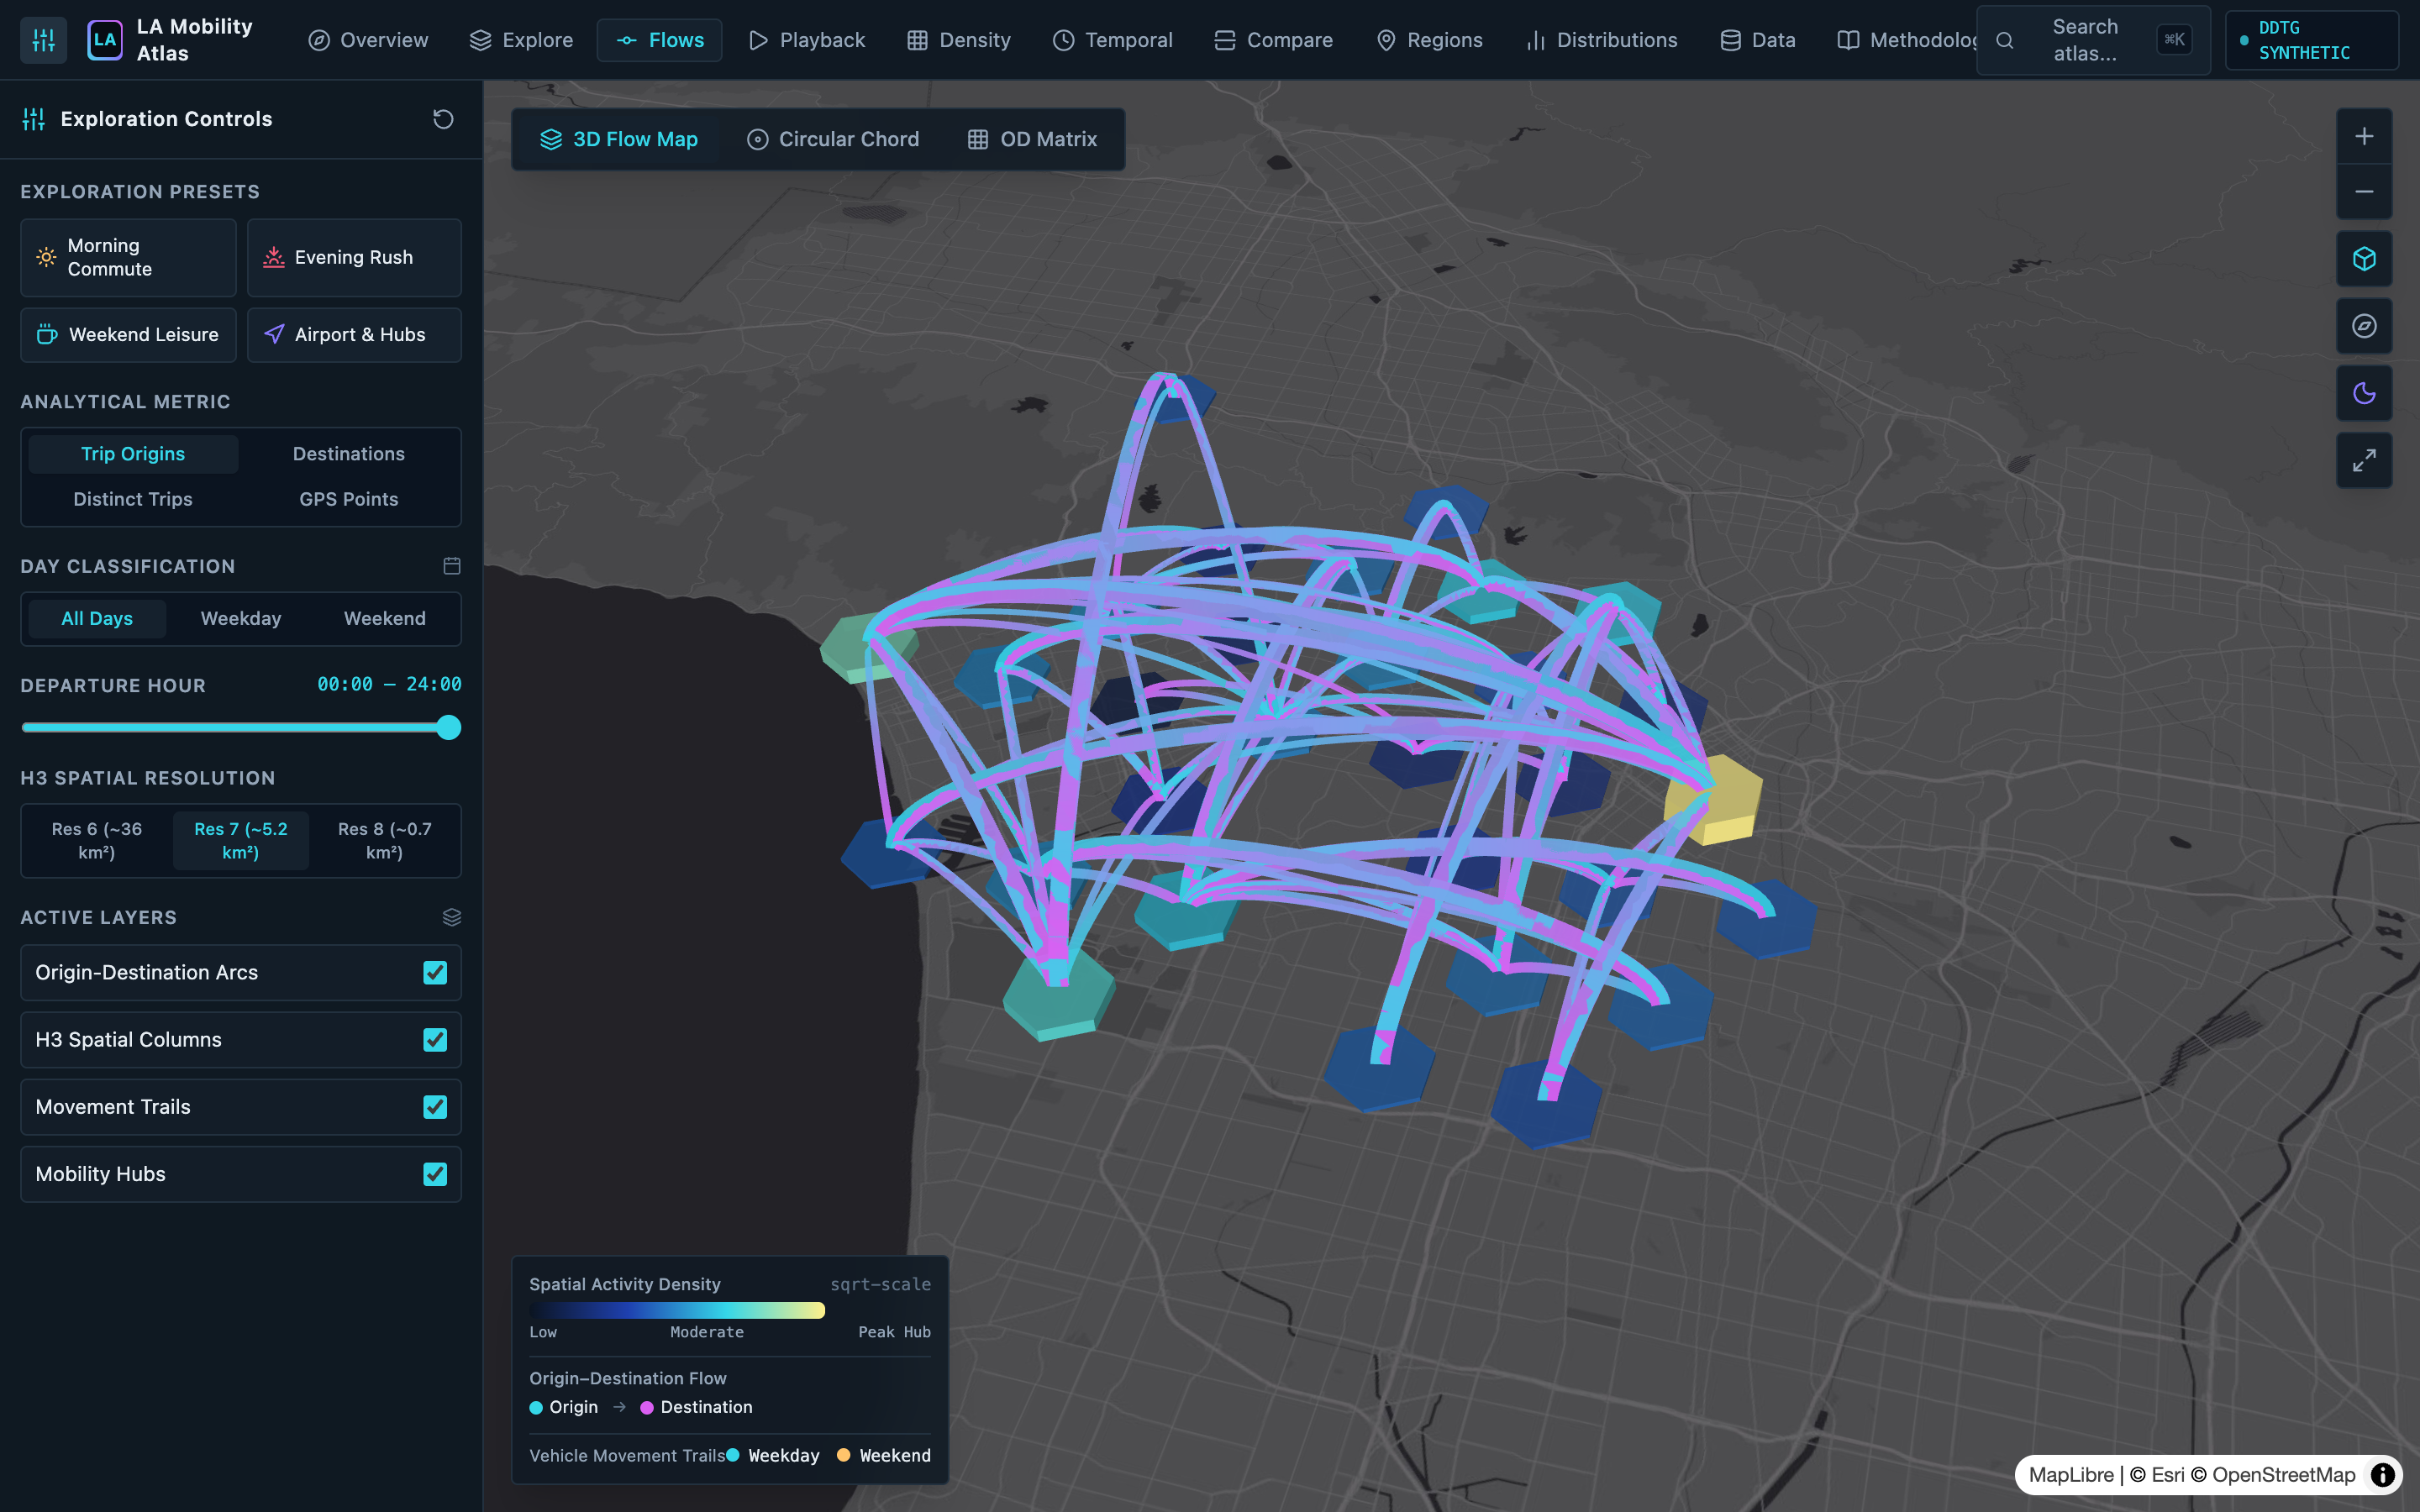 LA
LA Mobility
Atlas
Overview
Explore
Flows
Playback
Density
Temporal
Compare
Regions
Distributions
Data
Methodolog
Search
atlas...
⌘K
DDTG
SYNTHETIC
Exploration Controls
EXPLORATION PRESETS
Morning
Commute
Evening Rush
Weekend Leisure
Airport & Hubs
ANALYTICAL METRIC
Trip Origins
Destinations
Distinct Trips
GPS Points
DAY CLASSIFICATION
All Days
Weekday
Weekend
DEPARTURE HOUR
00:00 – 24:00
H3 SPATIAL RESOLUTION
Res 6 (~36
km²)
Res 7 (~5.2
km²)
Res 8 (~0.7
km²)
ACTIVE LAYERS
Origin-Destination Arcs
H3 Spatial Columns
Movement Trails
Mobility Hubs
3D Flow Map
Circular Chord
OD Matrix
Spatial Activity Density
sqrt-scale
Low
Moderate
Peak Hub
Origin–Destination Flow
Origin → Destination
Vehicle Movement Trails
Weekday
Weekend
MapLibre | © Esri © OpenStreetMap